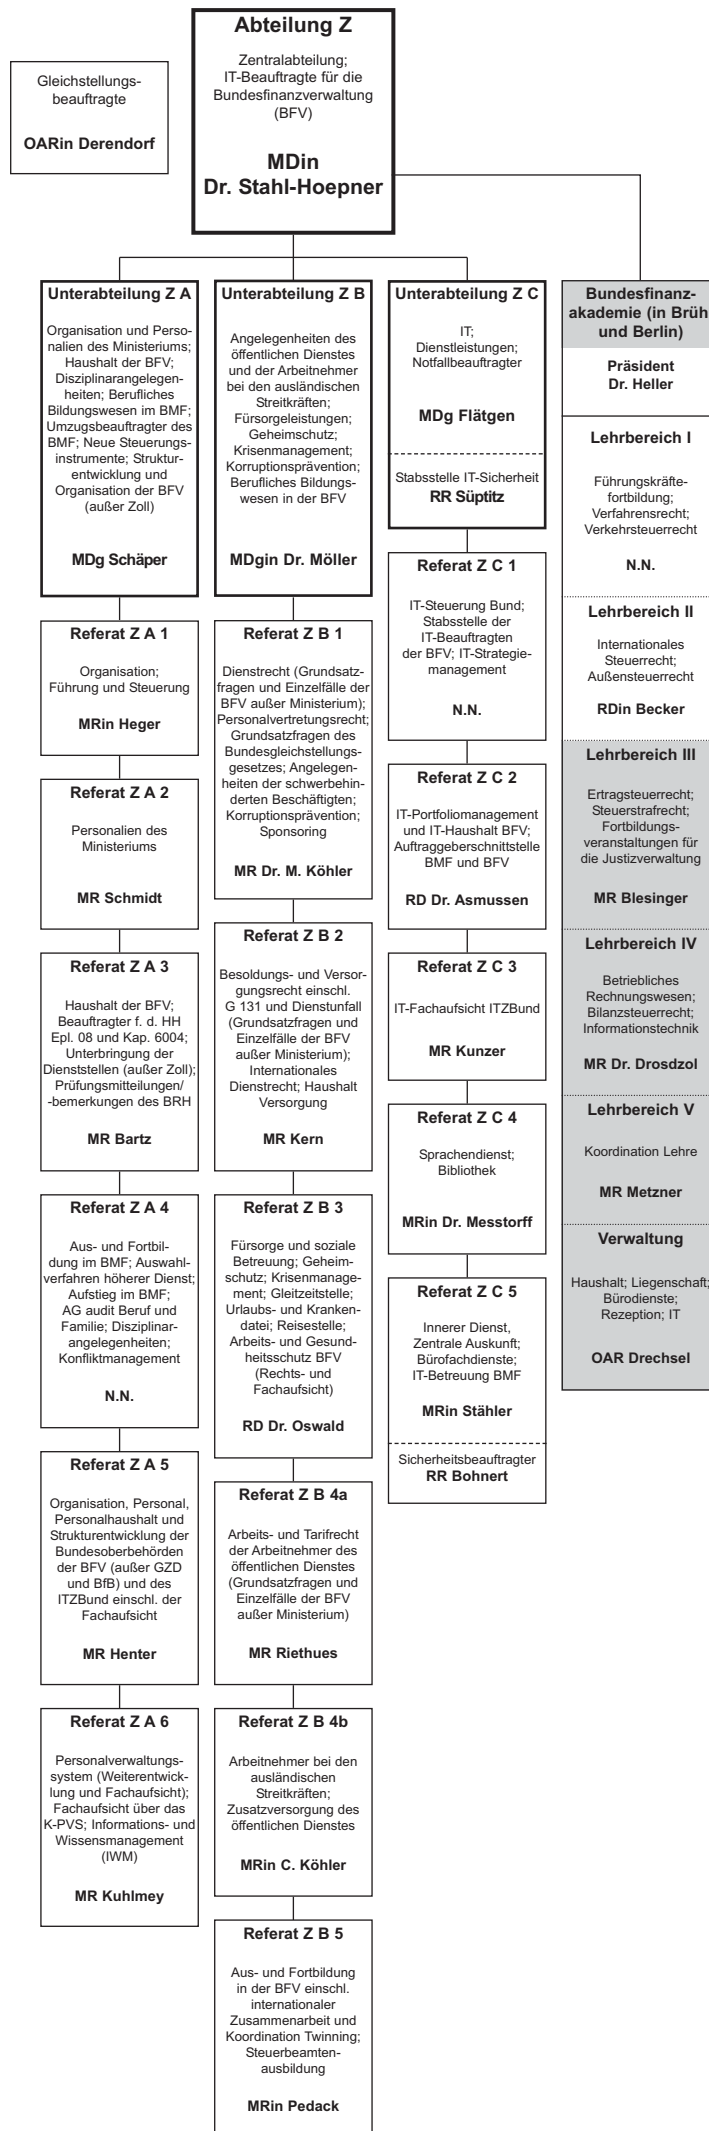 Abteilung Z
Zentralabteilung;
IT-Beauftragte für die
Bundesfinanzverwaltung
(BFV)
MDin
Dr. Stahl-Hoepner
Gleichstellungs-
beauftragte
OARin Derendorf
Unterabteilung Z A
Organisation und Perso-
nalien des Ministeriums;
Haushalt der BFV;
Disziplinarangelegen-
heiten; Berufliches
Bildungswesen im BMF;
Umzugsbeauftragter des
BMF; Neue Steuerungs-
instrumente; Struktur-
entwicklung und
Organisation der BFV
(außer Zoll)
MDg Schäper
Referat Z A 1
Organisation;
Führung und Steuerung
MRin Heger
Referat Z A 2
Personalien des
Ministeriums
MR Schmidt
Referat Z A 3
Haushalt der BFV;
Beauftragter f. d. HH
Epl. 08 und Kap. 6004;
Unterbringung der
Dienststellen (außer Zoll);
Prüfungsmitteilungen/
-bemerkungen des BRH
MR Bartz
Referat Z A 4
Aus- und Fortbil-
dung im BMF; Auswahl-
verfahren höherer Dienst;
Aufstieg im BMF;
AG audit Beruf und
Familie; Disziplinar-
angelegenheiten;
Konfliktmanagement
N.N.
Referat Z A 5
Organisation, Personal,
Personalhaushalt und
Strukturentwicklung der
Bundesoberbehörden
der BFV (außer GZD
und BfB) und des
ITZBund einschl. der
Fachaufsicht
MR Henter
Referat Z A 6
Personalverwaltungs-
system (Weiterentwick-
lung und Fachaufsicht);
Fachaufsicht über das
K-PVS; Informations- und
Wissensmanagement
(IWM)
MR Kuhlmey
Unterabteilung Z B
Angelegenheiten des
öffentlichen Dienstes
und der Arbeitnehmer
bei den ausländischen
Streitkräften;
Fürsorgeleistungen;
Geheimschutz;
Krisenmanagement;
Korruptionsprävention;
Berufliches Bildungs-
wesen in der BFV
MDgin Dr. Möller
Referat Z B 1
Dienstrecht (Grundsatz-
fragen und Einzelfälle der
BFV außer Ministerium);
Personalvertretungsrecht;
Grundsatzfragen des
Bundesgleichstellungs-
gesetzes; Angelegen-
heiten der schwerbehin-
derten Beschäftigten;
Korruptionsprävention;
Sponsoring
MR Dr. M. Köhler
Referat Z B 2
Besoldungs- und Versor-
gungsrecht einschl.
G 131 und Dienstunfall
(Grundsatzfragen und
Einzelfälle der BFV
außer Ministerium);
Internationales
Dienstrecht; Haushalt
Versorgung
MR Kern
Referat Z B 3
Fürsorge und soziale
Betreuung; Geheim-
schutz; Krisenmanage-
ment; Gleitzeitstelle;
Urlaubs- und Kranken-
datei; Reisestelle;
Arbeits- und Gesund-
heitsschutz BFV
(Rechts- und
Fachaufsicht)
RD Dr. Oswald
Referat Z B 4a
Arbeits- und Tarifrecht
der Arbeitnehmer des
öffentlichen Dienstes
(Grundsatzfragen und
Einzelfälle der BFV
außer Ministerium)
MR Riethues
Referat Z B 4b
Arbeitnehmer bei den
ausländischen
Streitkräften;
Zusatzversorgung des
öffentlichen Dienstes
MRin C. Köhler
Referat Z B 5
Aus- und Fortbildung
in der BFV einschl.
internationaler
Zusammenarbeit und
Koordination Twinning;
Steuerbeamten-
ausbildung
MRin Pedack
Unterabteilung Z C
IT;
Dienstleistungen;
Notfallbeauftragter
MDg Flätgen
Stabsstelle IT-Sicherheit
RR Süptitz
Referat Z C 1
IT-Steuerung Bund;
Stabsstelle der
IT-Beauftragten
der BFV; IT-Strategie-
management
N.N.
Referat Z C 2
IT-Portfoliomanagement
und IT-Haushalt BFV;
Auftraggeberschnittstelle
BMF und BFV
RD Dr. Asmussen
Referat Z C 3
IT-Fachaufsicht ITZBund
MR Kunzer
Referat Z C 4
Sprachendienst;
Bibliothek
MRin Dr. Messtorff
Referat Z C 5
Innerer Dienst,
Zentrale Auskunft;
Bürofachdienste;
IT-Betreuung BMF
MRin Stähler
Sicherheitsbeauftragter
RR Bohnert
Bundesfinanz-
akademie (in Brühl
und Berlin)
Präsident
Dr. Heller
Lehrbereich I
Führungskräfte-
fortbildung;
Verfahrensrecht;
Verkehrsteuerrecht
N.N.
Lehrbereich II
Internationales
Steuerrecht;
Außensteuerrecht
RDin Becker
Lehrbereich III
Ertragsteuerrecht;
Steuerstrafrecht;
Fortbildungs-
veranstaltungen für
die Justizverwaltung
MR Blesinger
Lehrbereich IV
Betriebliches
Rechnungswesen;
Bilanzsteuerrecht;
Informationstechnik
MR Dr. Drosdzol
Lehrbereich V
Koordination Lehre
MR Metzner
Verwaltung
Haushalt; Liegenschaft;
Bürodienste;
Rezeption; IT
OAR Drechsel